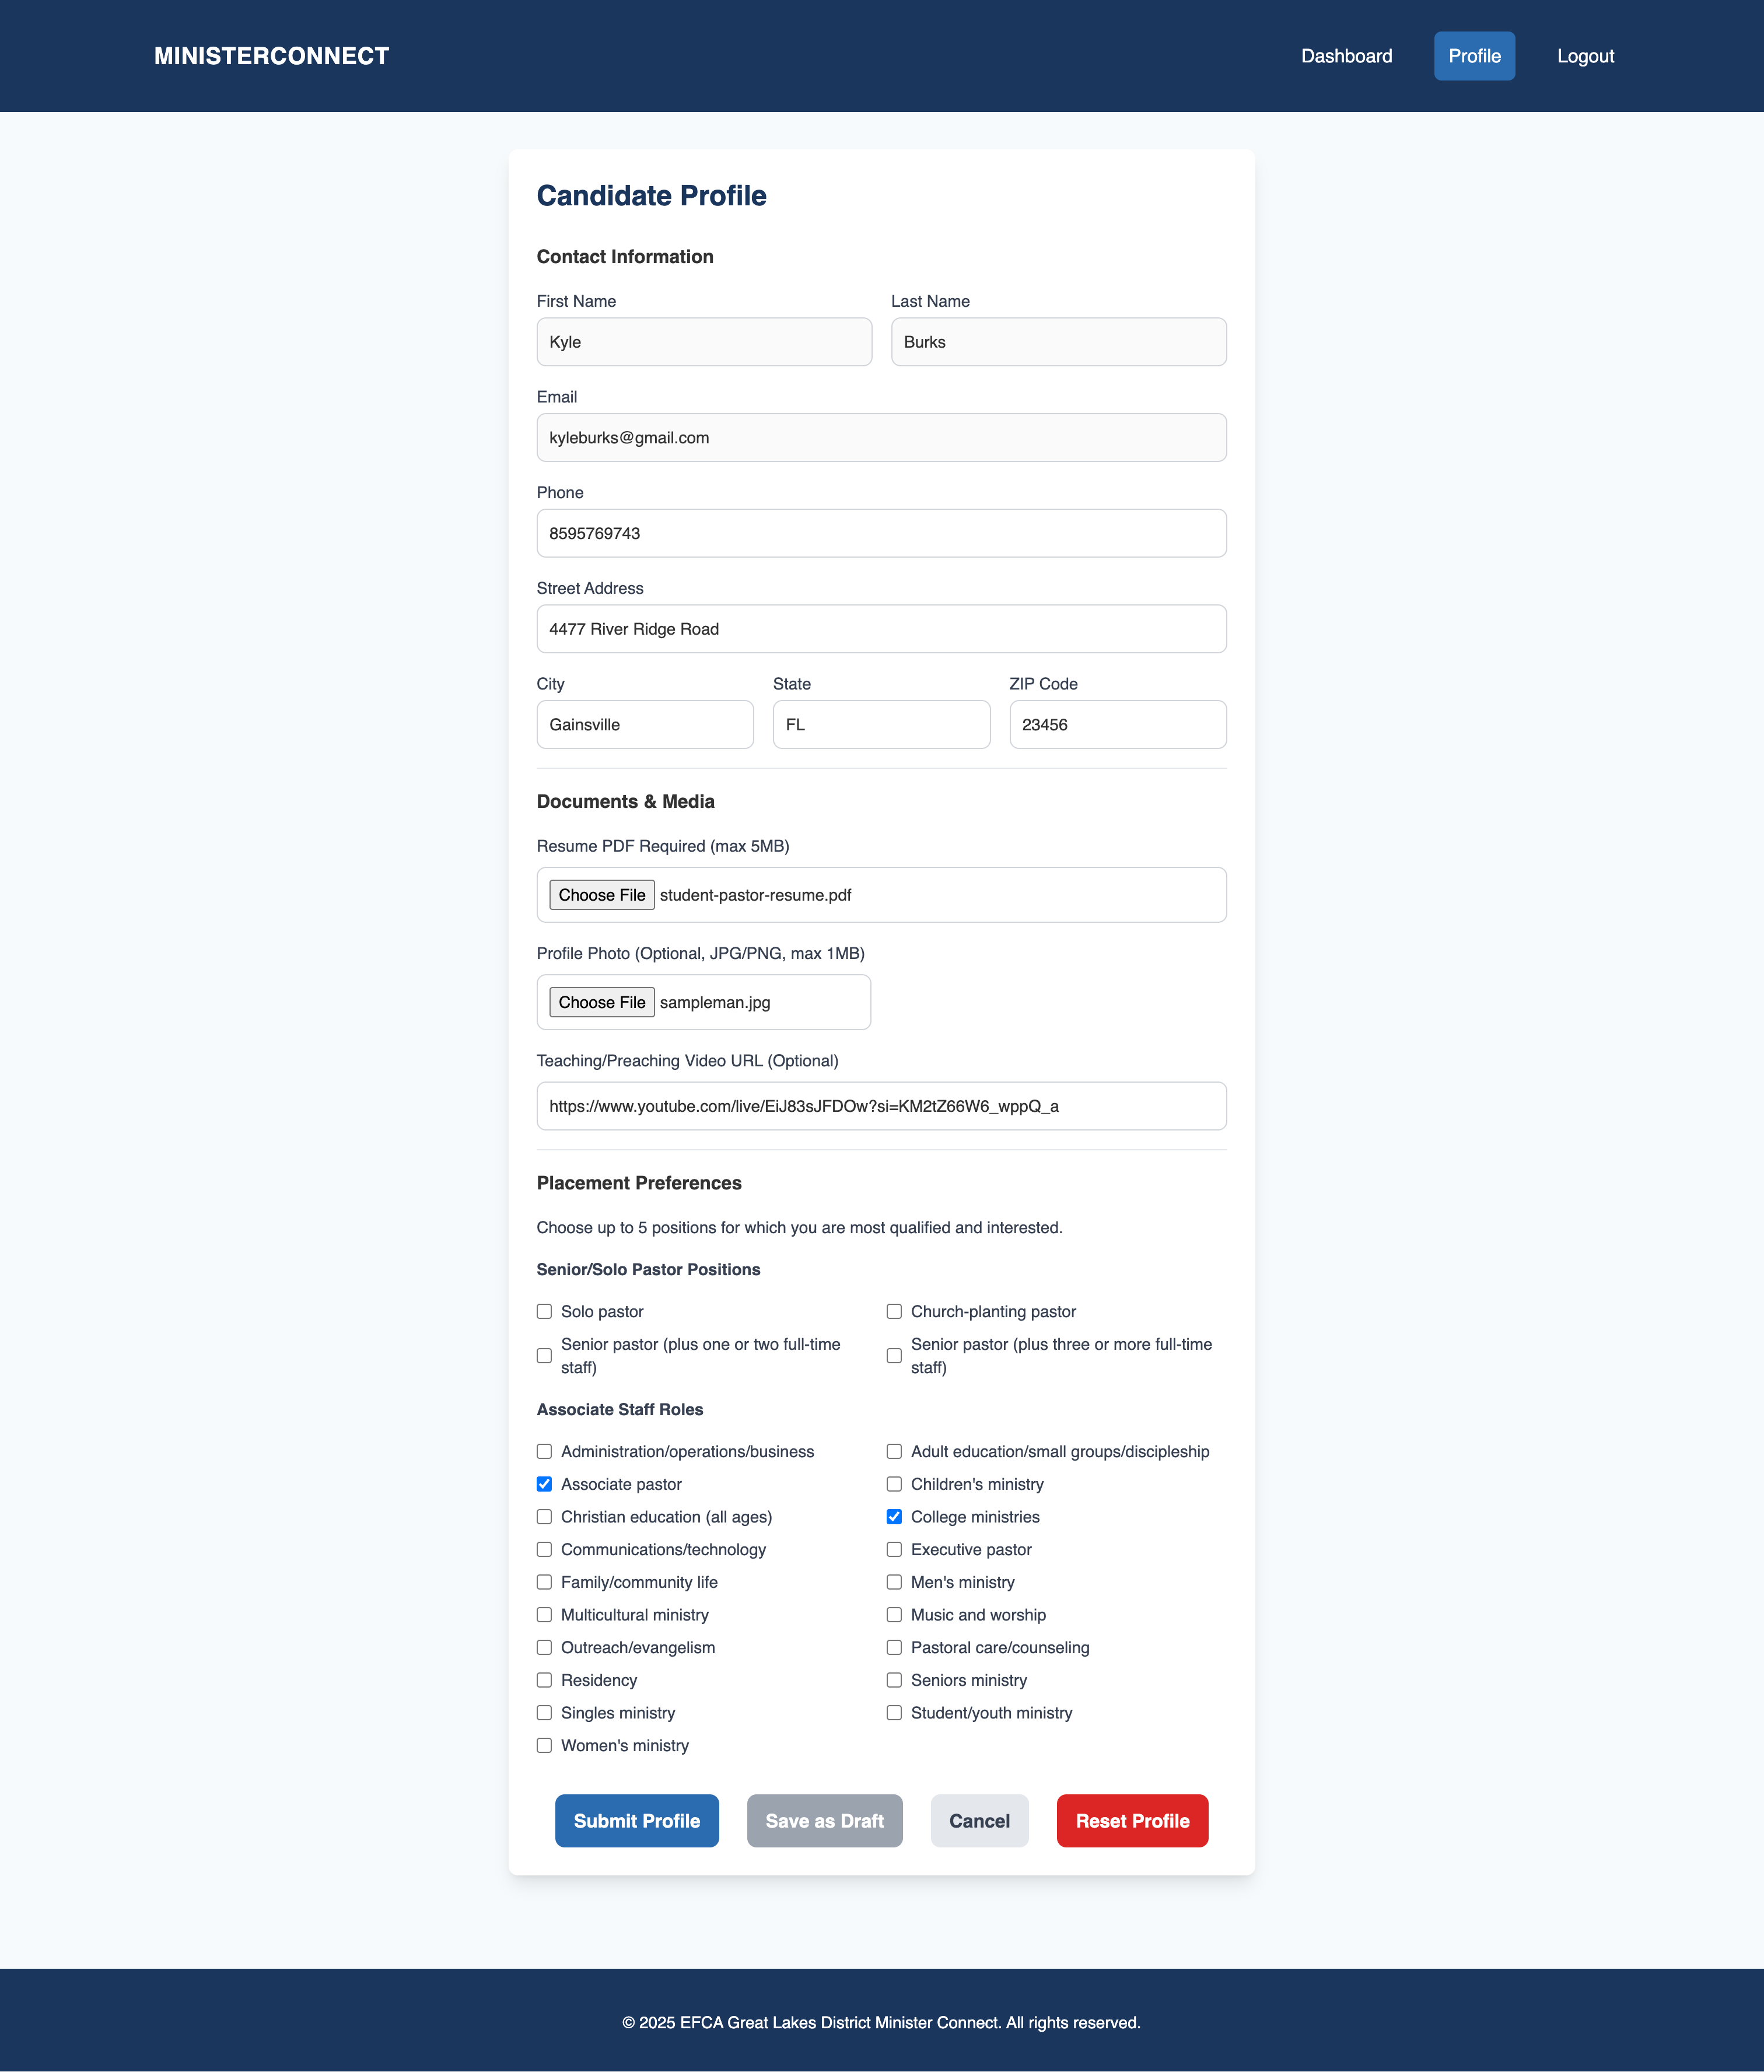 MINISTERCONNECT
Dashboard Profile Logout
Candidate Profile
Contact Information
First Name Last Name
Kyle Burks
Email
kyleburks@gmail.com
Phone
8595769743
Street Address
4477 River Ridge Road
City State ZIP Code
Gainsville FL 23456
Documents & Media
Resume PDF Required (max 5MB)
Choose File student-pastor-resume.pdf
Profile Photo (Optional, JPG/PNG, max 1MB)
Choose File sampleman.jpg
Teaching/Preaching Video URL (Optional)
https://www.youtube.com/live/EiJ83sJFDOw?si=KM2tZ66W6_wppQ_a
Placement Preferences
Choose up to 5 positions for which you are most qualified and interested.
Senior/Solo Pastor Positions
Solo pastor Church-planting pastor
Senior pastor (plus one or two full-time staff) Senior pastor (plus three or more full-time staff)
Associate Staff Roles
Administration/operations/business Adult education/small groups/discipleship
Associate pastor Children's ministry
Christian education (all ages) College ministries
Communications/technology Executive pastor
Family/community life Men's ministry
Multicultural ministry Music and worship
Outreach/evangelism Pastoral care/counseling
Residency Seniors ministry
Singles ministry Student/youth ministry
Women's ministry
Submit Profile Save as Draft Cancel Reset Profile
© 2025 EFCA Great Lakes District Minister Connect. All rights reserved.